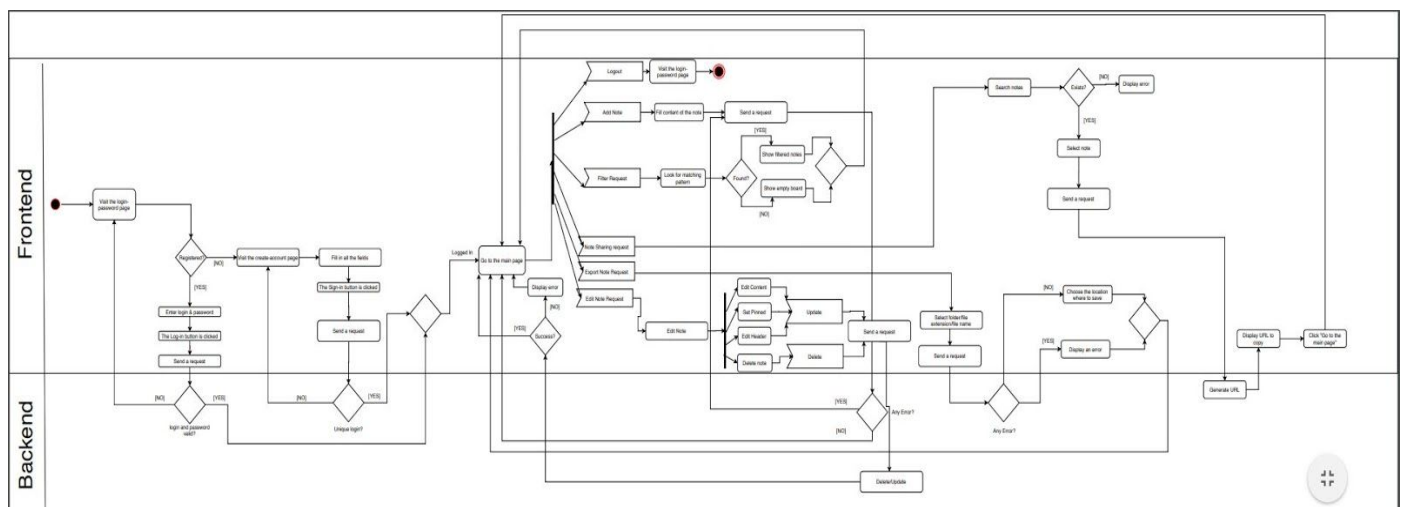 Frontend
Backend
Visit the login-
password page
Registered?
[NO]
[YES]
Enter login & password
The Log-in button is clicked
Send a request
[NO]
[YES]
login and password
valid?
Visit the create-account page
Fill in all the fields
The Sign-in button is clicked
Send a request
[NO]
[YES]
Unique login?
Logged In
Go to the main page
Display error
[NO]
[YES]
Success?
Logout
Visit the login-
password page
Add Note
Fill content of the note
Send a request
Filter Request
Look for matching
pattern
Found?
[YES]
Show filtered notes
Show empty board
[NO]
Note Sharing request
Export Note Request
Edit Note Request
Edit Note
Edit Content
Set Pinned
Edit Header
Delete note
Update
Delete
Send a request
[YES]
Any Error?
[NO]
Delete/Update
Search notes
Exists?
[NO]
Display error
[YES]
Select note
Send a request
Select folder/file
extension/file name
Send a request
Any Error?
[NO]
Choose the location
where to save
[YES]
Display an error
Generate URL
Display URL to
copy
Click "Go to the
main page"